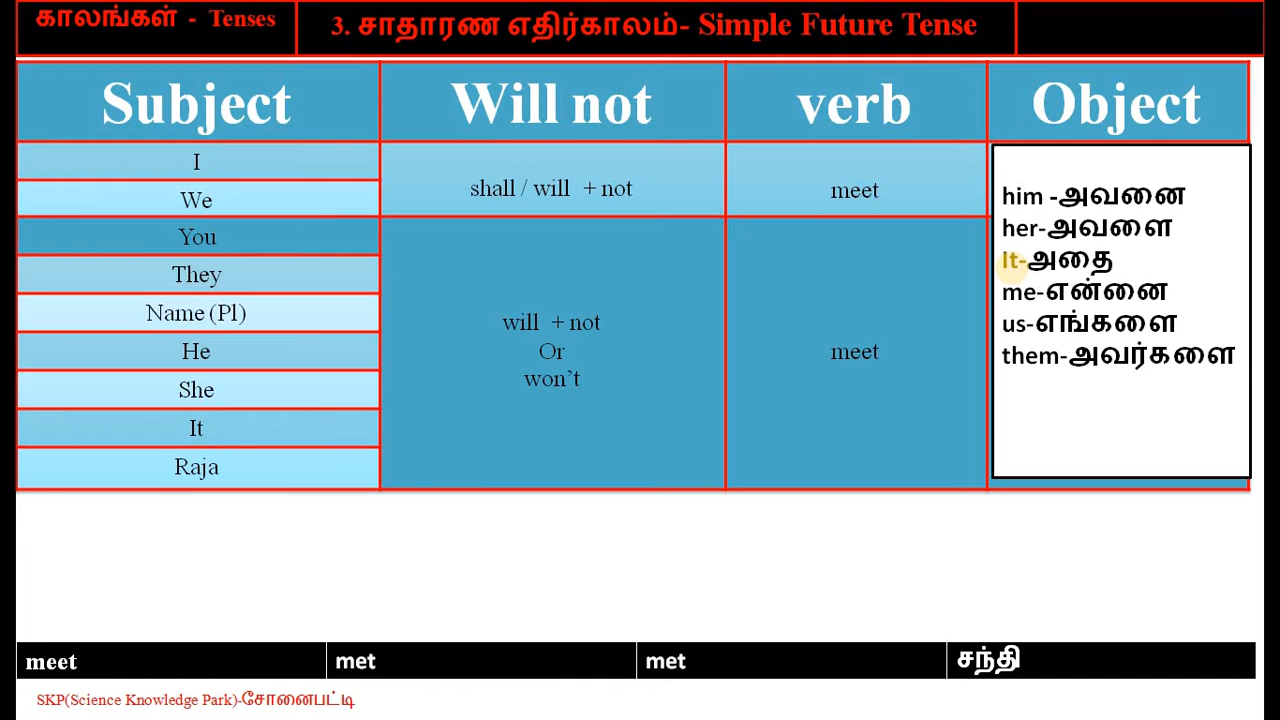 காலங்கள் - Tenses
3. சாதாரண எதிர்காலம்- Simple Future Tense
Subject
Will not
verb
Object
I
We
You
They
Name (Pl)
He
She
It
Raja
shall / will + not
will + not
Or
won’t
meet
meet
him -அவனை
her-அவளை
It-அதை
me-என்னை
us-எங்களை
them-அவர்களை
meet
met
met
சந்தி
SKP(Science Knowledge Park)-சோனைபட்டி